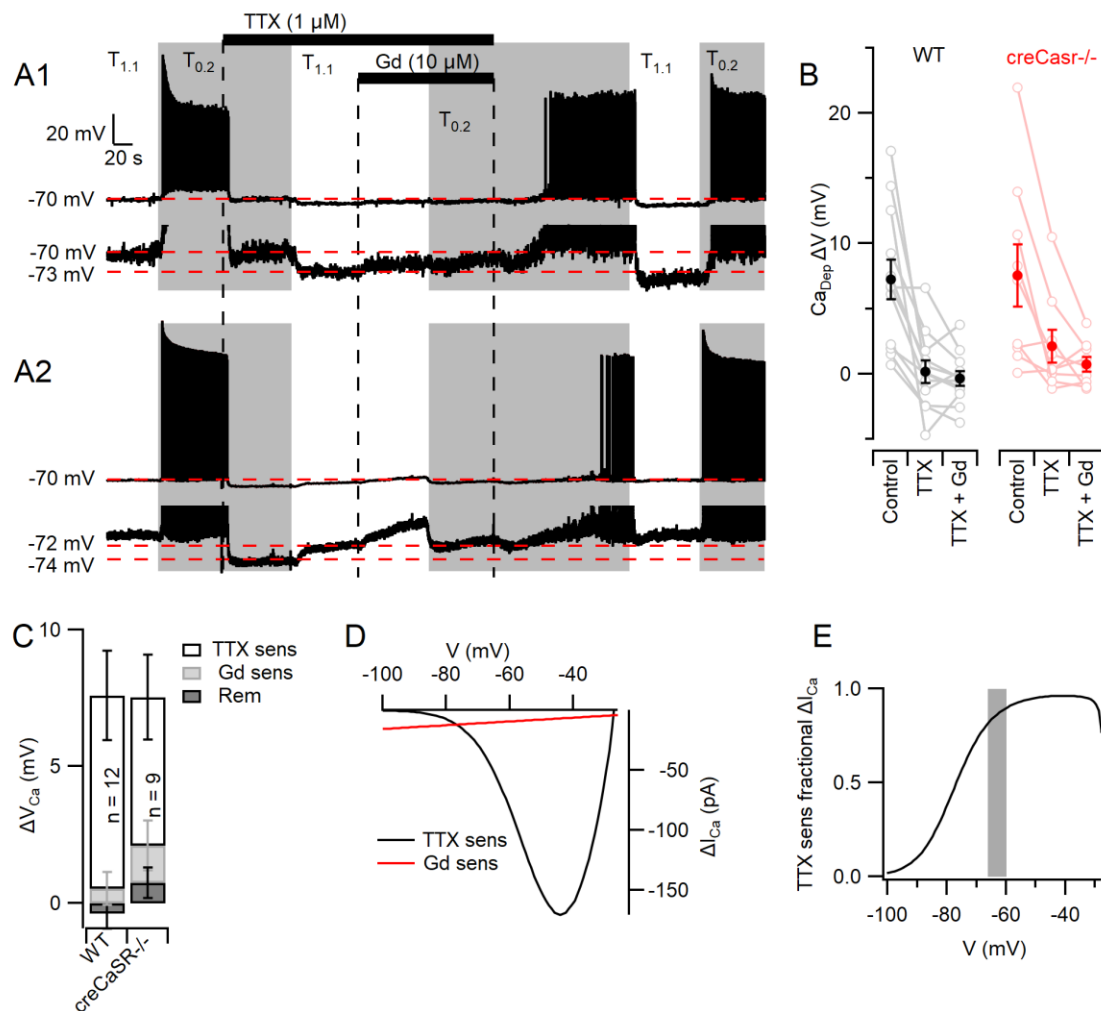 TTX (1 µM)
A1
T1.1
T0.2
T1.1
Gd (10 µM)
T0.2
T1.1
T0.2
20 mV
20 s
-70 mV
-70 mV
-73 mV
A2
-70 mV
-72 mV
-74 mV
B
WT
creCasr-/-
CaDep ΔV (mV)
20
10
0
Control
TTX
TTX + Gd
Control
TTX
TTX + Gd
C
ΔVCa (mV)
10
5
0
TTX sens
Gd sens
Rem
n = 12
n = 9
WT
creCaSR-/-
D
V (mV)
-100
-80
-60
-40
-50
-100
-150
ΔICa (pA)
TTX sens
Gd sens
E
TTX sens fractional ΔICa
1.0
0.5
0.0
-100
-80
-60
-40
V (mV)